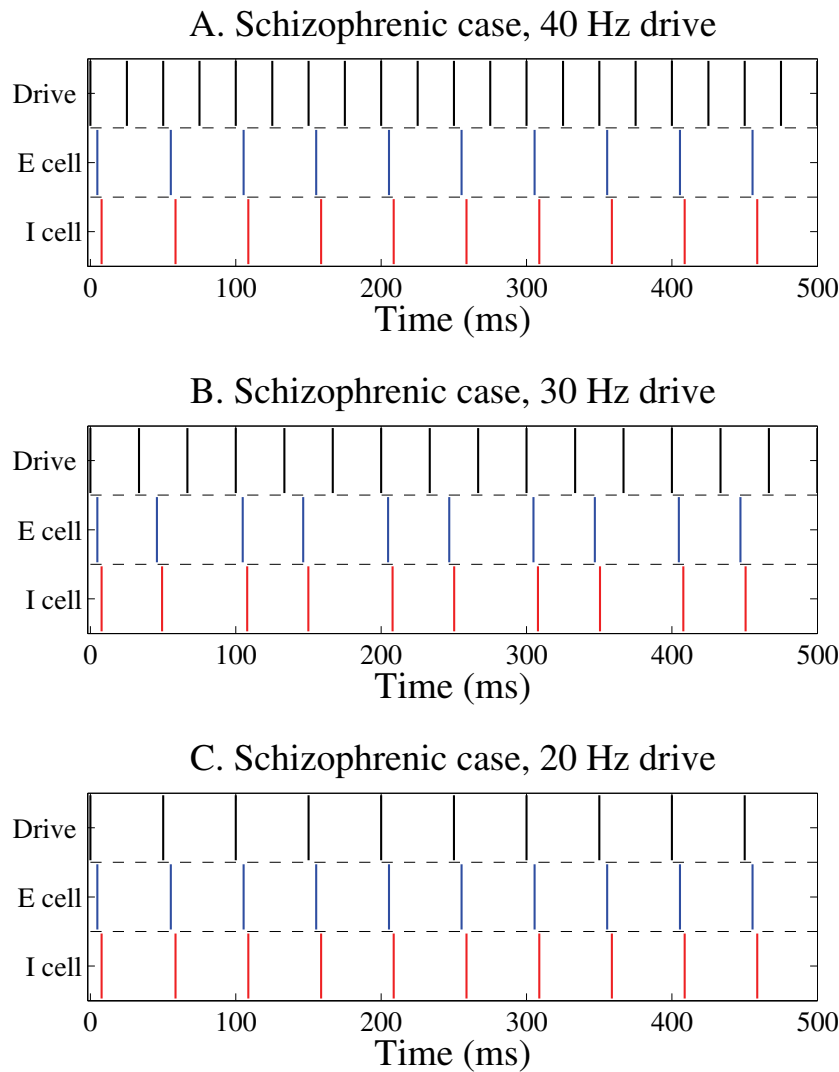 A. Schizophrenic case, 40 Hz drive
Drive
E cell
I cell
0 100 200 300 400 500
Time (ms)
B. Schizophrenic case, 30 Hz drive
Drive
E cell
I cell
0 100 200 300 400 500
Time (ms)
C. Schizophrenic case, 20 Hz drive
Drive
E cell
I cell
0 100 200 300 400 500
Time (ms)